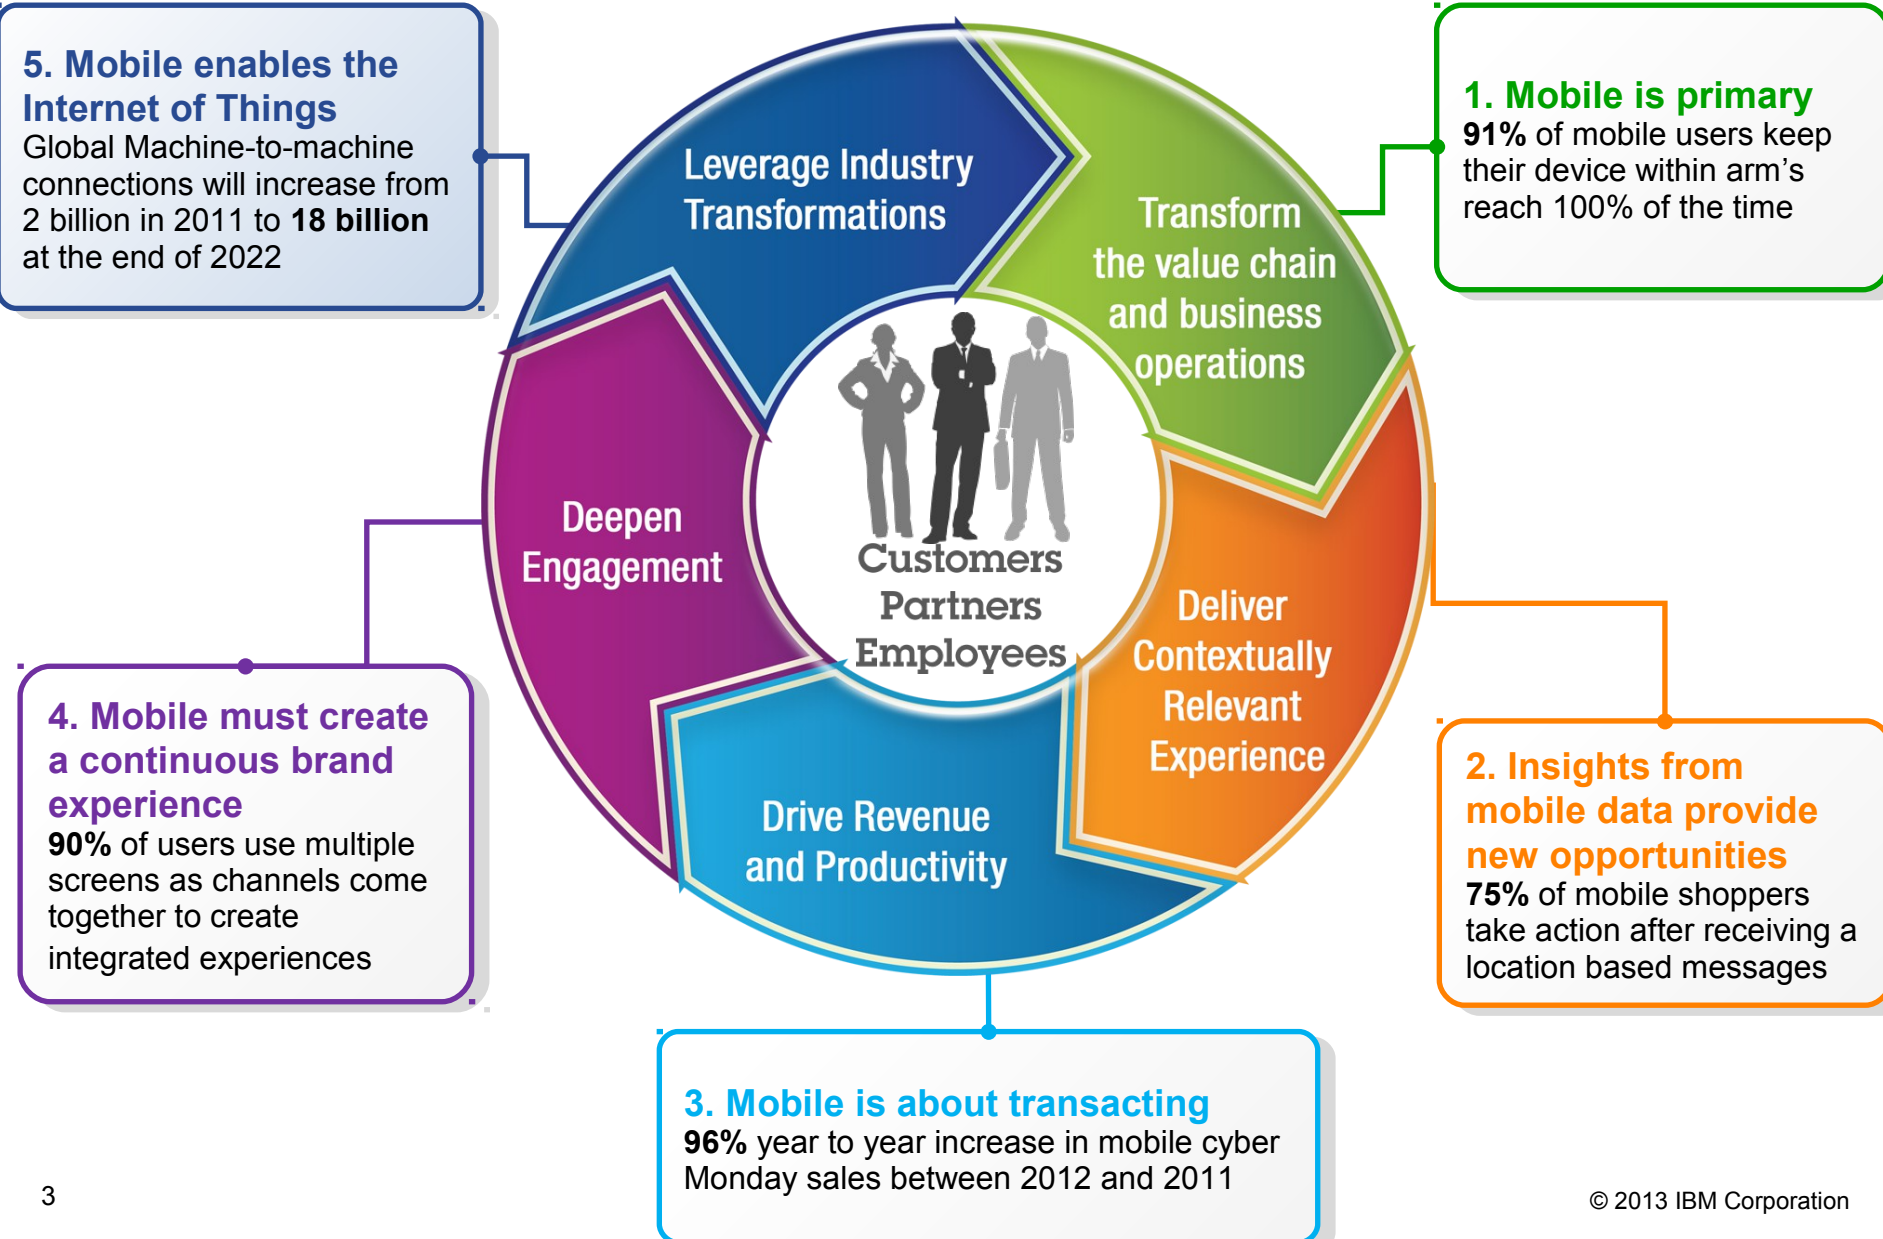 5. Mobile enables the
Internet of Things
Global Machine-to-machine
connections will increase from
2 billion in 2011 to 18 billion
at the end of 2022
1. Mobile is primary
91% of mobile users keep
their device within arm's
reach 100% of the time
Leverage Industry
Transformations
Transform
the value chain
and business
operations
Deepen
Engagement
Customers
Partners
Employees
Deliver
Contextually
Relevant
Experience
Drive Revenue
and Productivity
4. Mobile must create
a continuous brand
experience
90% of users use multiple
screens as channels come
together to create
integrated experiences
2. Insights from
mobile data provide
new opportunities
75% of mobile shoppers
take action after receiving a
location based messages
3. Mobile is about transacting
96% year to year increase in mobile cyber
Monday sales between 2012 and 2011
3
© 2013 IBM Corporation